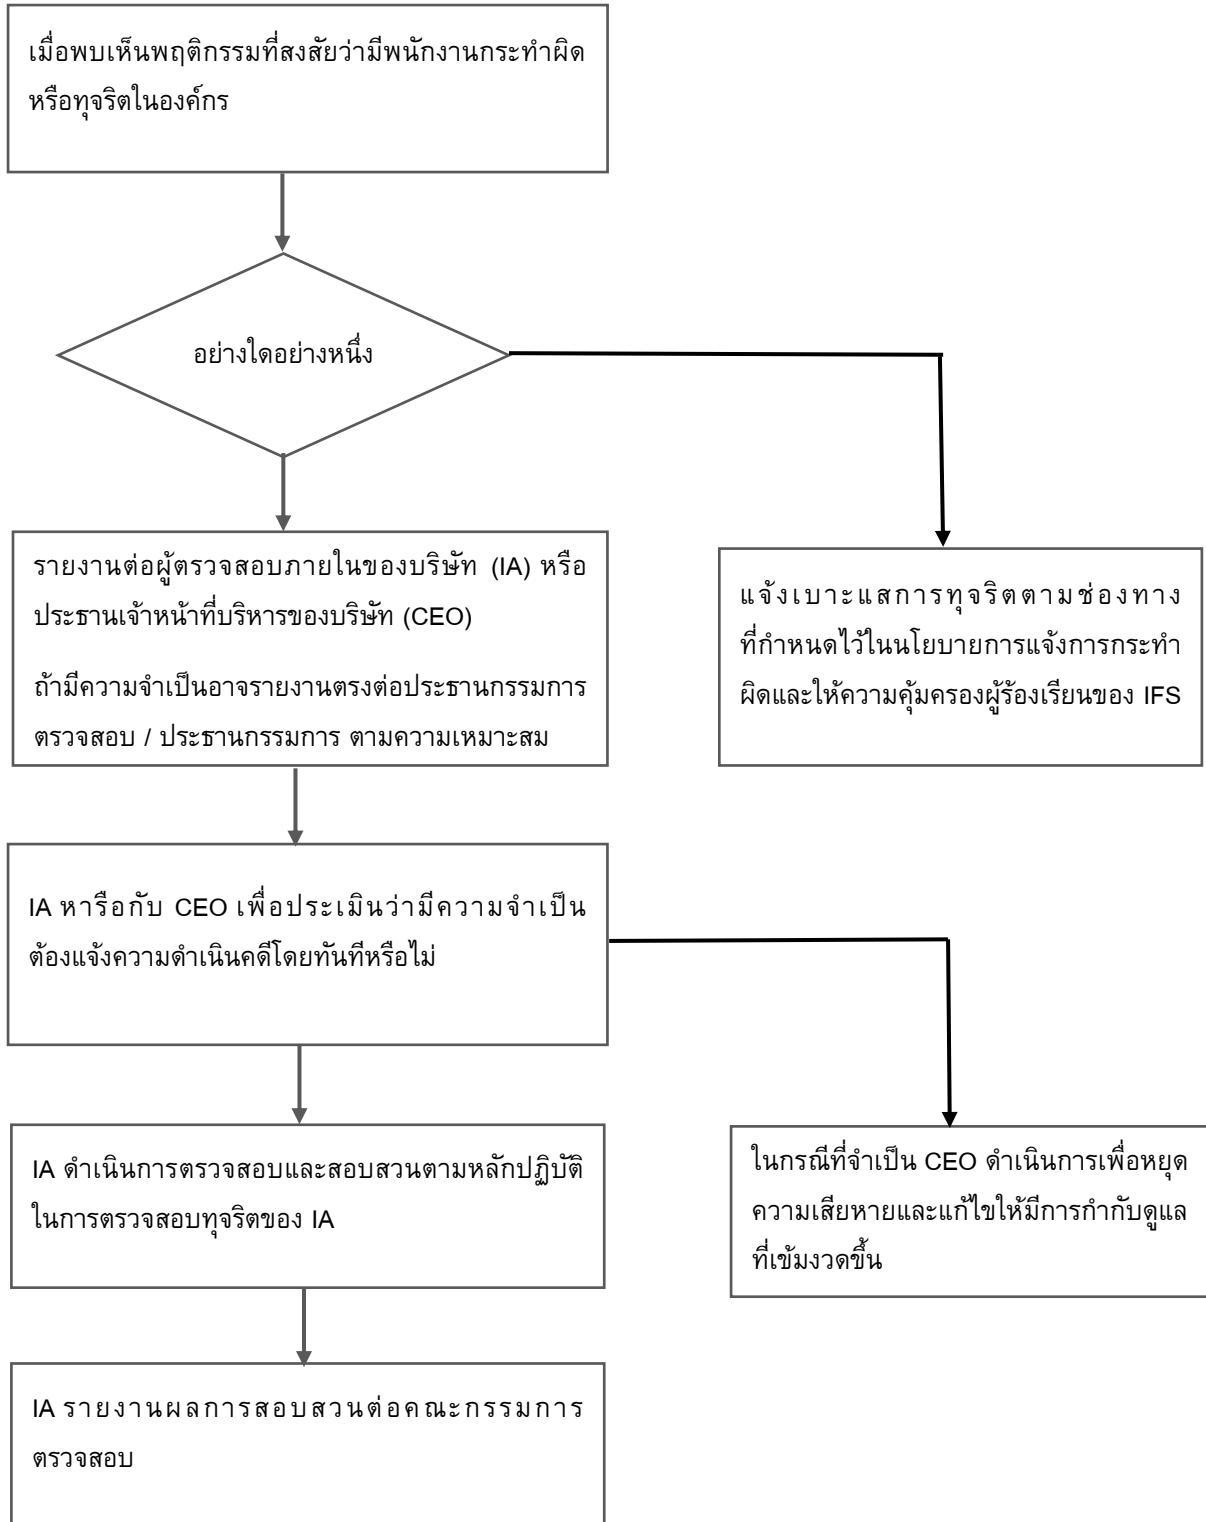 เมื่อพบเห็นพฤติกรรมที่สงสัยว่ามีพนักงานกระทำผิด
หรือทุจริตในองค์กร
อย่างใดอย่างหนึ่ง
รายงานต่อผู้ตรวจสอบภายในของบริษัท (IA) หรือ
ประธานเจ้าหน้าที่บริหารของบริษัท (CEO)
ถ้ามีความจำเป็นอาจรายงานตรงต่อประธานกรรมการ
ตรวจสอบ / ประธานกรรมการ ตามความเหมาะสม
แจ้งเบาะแสการทุจริตตามช่องทาง
ที่กำหนดไว้ในนโยบายการแจ้งการกระทำ
ผิดและให้ความคุ้มครองผู้ร้องเรียนของ IFS
IA หารือกับ CEO เพื่อประเมินว่ามีความจำเป็น
ต้องแจ้งความดำเนินคดีโดยทันทีหรือไม่
IA ดำเนินการตรวจสอบและสอบสวนตามหลักปฏิบัติ
ในการตรวจสอบทุจริตของ IA
ในกรณีที่จำเป็น CEO ดำเนินการเพื่อหยุด
ความเสียหายและแก้ไขให้มีการกำกับดูแล
ที่เข้มงวดขึ้น
IA รายงานผลการสอบสวนต่อคณะกรรมการ
ตรวจสอบ